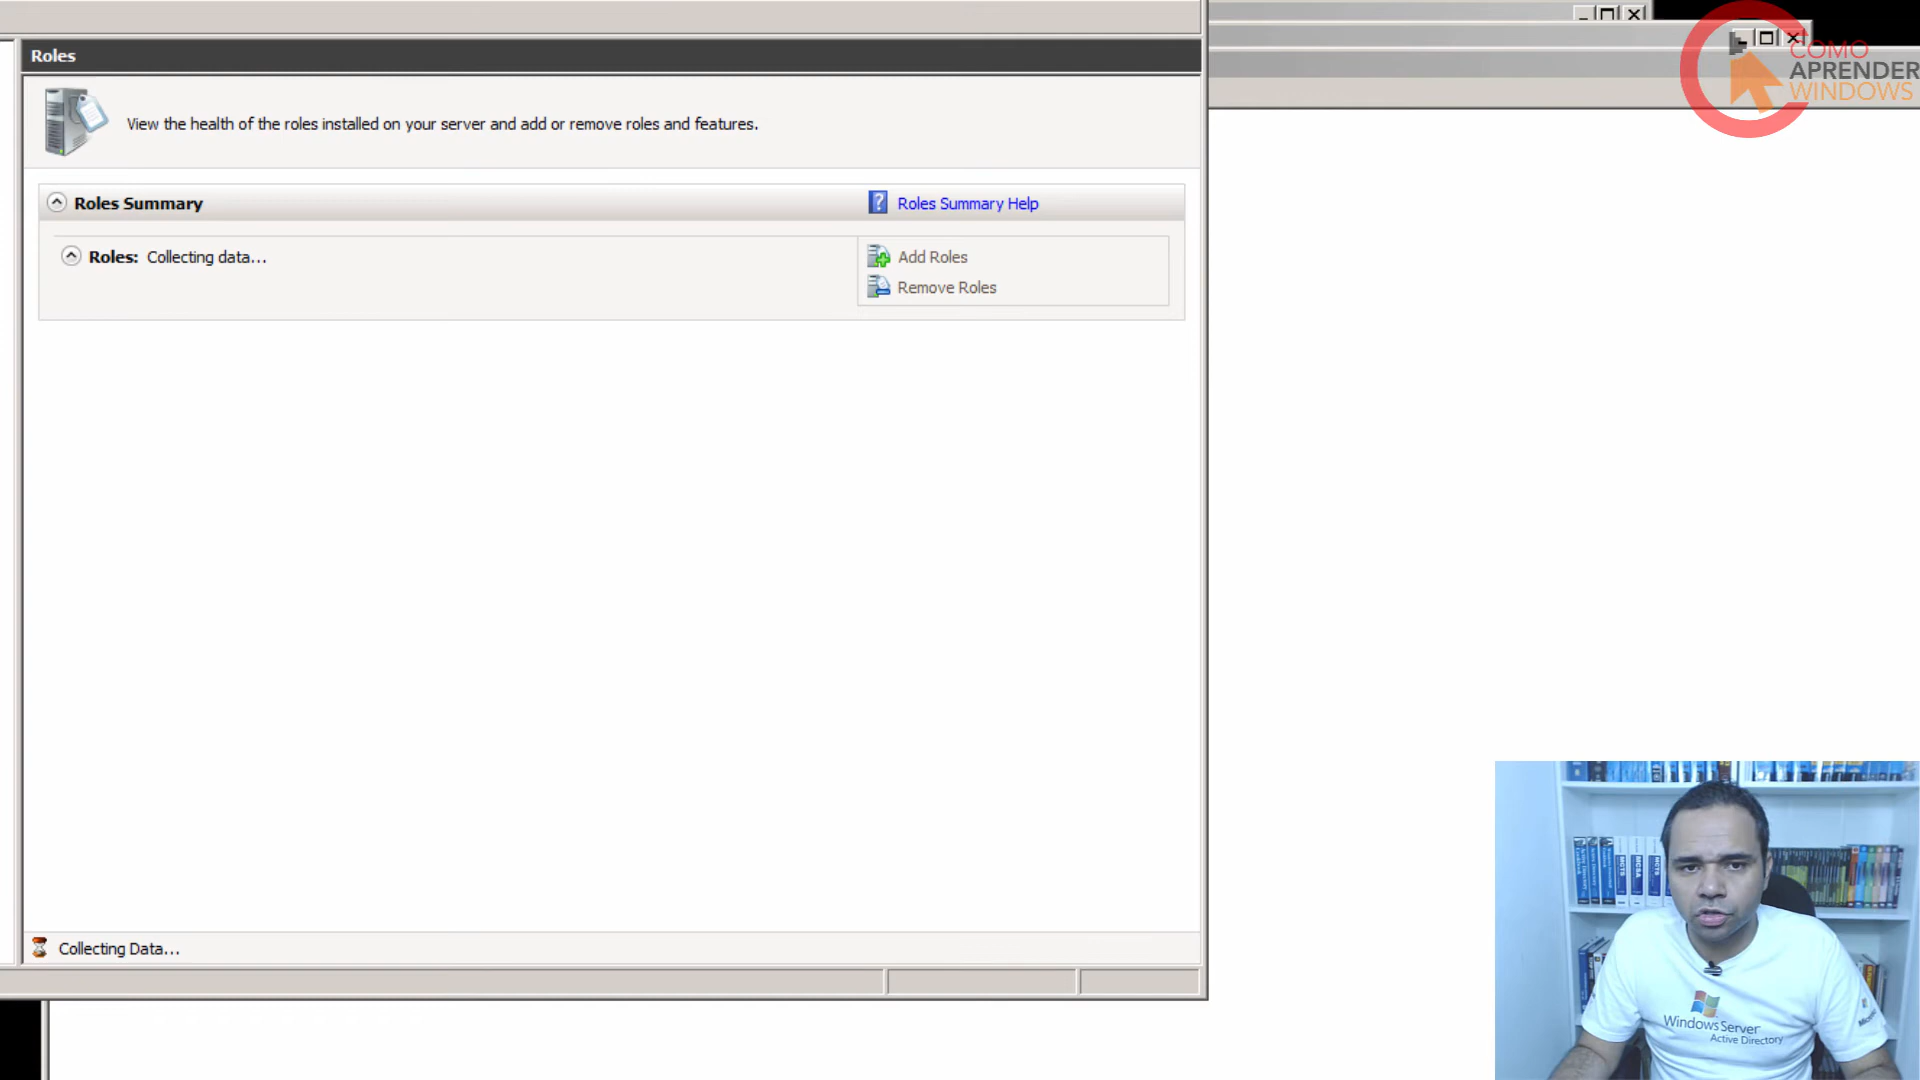 Roles
COMO
APRENDER
WINDOWS
View the health of the roles installed on your server and add or remove roles and features.
Roles Summary
Roles Summary Help
Roles: Collecting data...
Add Roles
Remove Roles
Collecting Data...
MCSA
MCTS
Windows Server
Active Directory